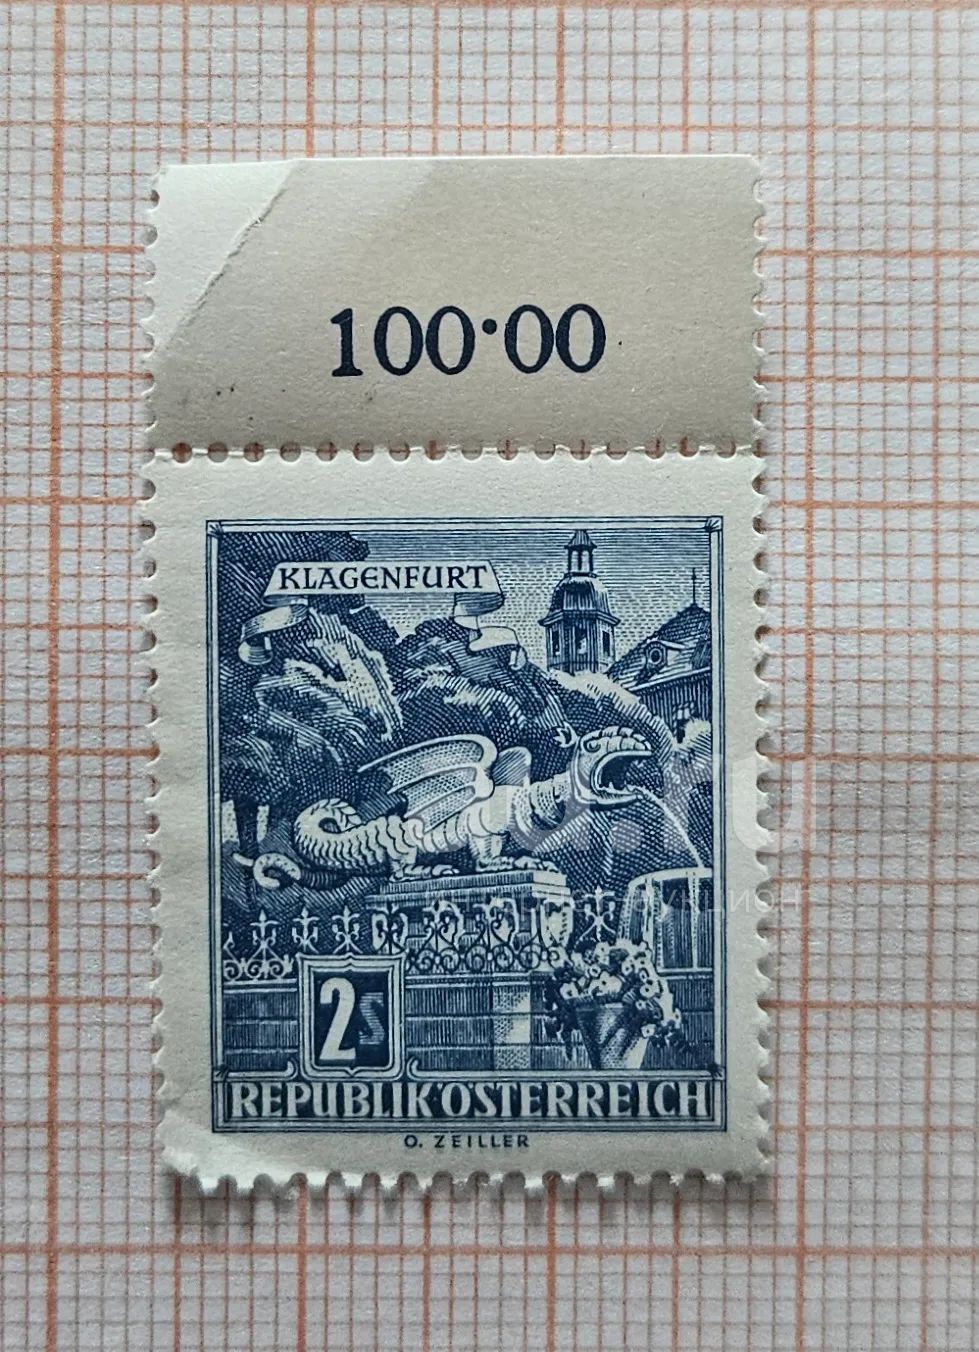 100·00
KLAGENFURT
2S
REPUBLIK ÖSTERREICH
O. ZEILLER